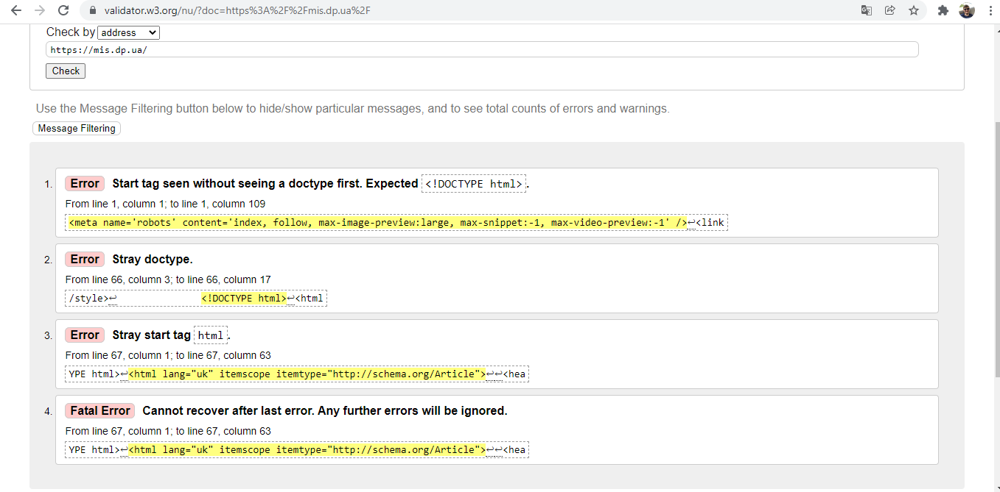 validator.w3.org/nu/?doc=https%3A%2F%2Fmis.dp.ua%2F
Check by address
https://mis.dp.ua/
Check
Use the Message Filtering button below to hide/show particular messages, and to see total counts of errors and warnings.
Message Filtering
1. Error Start tag seen without seeing a doctype first. Expected <!DOCTYPE html>.
From line 1, column 1; to line 1, column 109
<meta name='robots' content='index, follow, max-image-preview:large, max-snippet:-1, max-video-preview:-1' />↩<link
2. Error Stray doctype.
From line 66, column 3; to line 66, column 17
/style>↩ <!DOCTYPE html>↩<html
3. Error Stray start tag html.
From line 67, column 1; to line 67, column 63
YPE html>↩<html lang="uk" itemscope itemtype="http://schema.org/Article">↩↩<hea
4. Fatal Error Cannot recover after last error. Any further errors will be ignored.
From line 67, column 1; to line 67, column 63
YPE html>↩<html lang="uk" itemscope itemtype="http://schema.org/Article">↩↩<hea